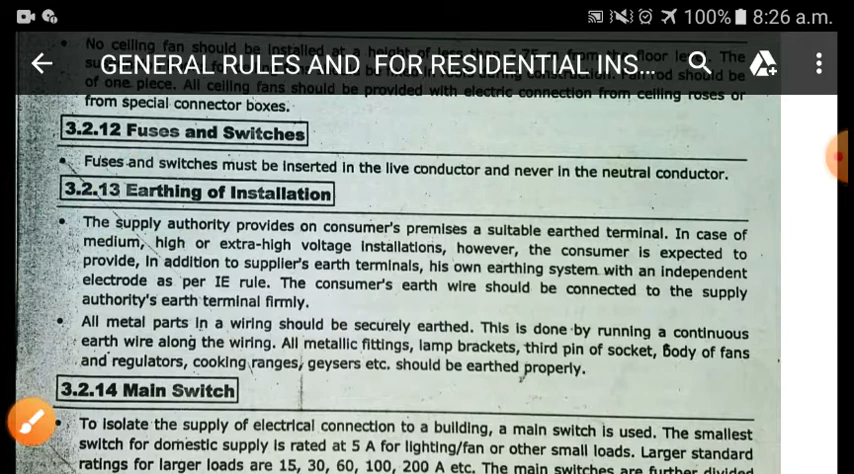 100% 8:26 a.m.
GENERAL RULES AND FOR RESIDENTIAL INS...
No ceiling fan should be installed at a height of less than 2.75 m from the floor level. The
rod should be
of one piece. All ceiling fans should be provided with electric connection from ceiling roses or
from special connector boxes.
3.2.12 Fuses and Switches
• Fuses and switches must be inserted in the live conductor and never in the neutral conductor.
3.2.13 Earthing of Installation
• The supply authority provides on consumer's premises a suitable earthed terminal. In case of
medium, high or extra-high voltage installations, however, the consumer is expected to
provide, in addition to supplier's earth terminals, his own earthing system with an independent
electrode as per IE rule. The consumer's earth wire should be connected to the supply
authority's earth terminal firmly.
• All metal parts in a wiring should be securely earthed. This is done by running a continuous
earth wire along the wiring. All metallic fittings, lamp brackets, third pin of socket, Body of fans
and regulators, cooking ranges, geysers etc. should be earthed properly.
3.2.14 Main Switch
• To isolate the supply of electrical connection to a building, a main switch is used. The smallest
switch for domestic supply is rated at 5 A for lighting/fan or other small loads. Larger standard
ratings for larger loads are 15, 30, 60, 100, 200 A etc. The main switches are further divided